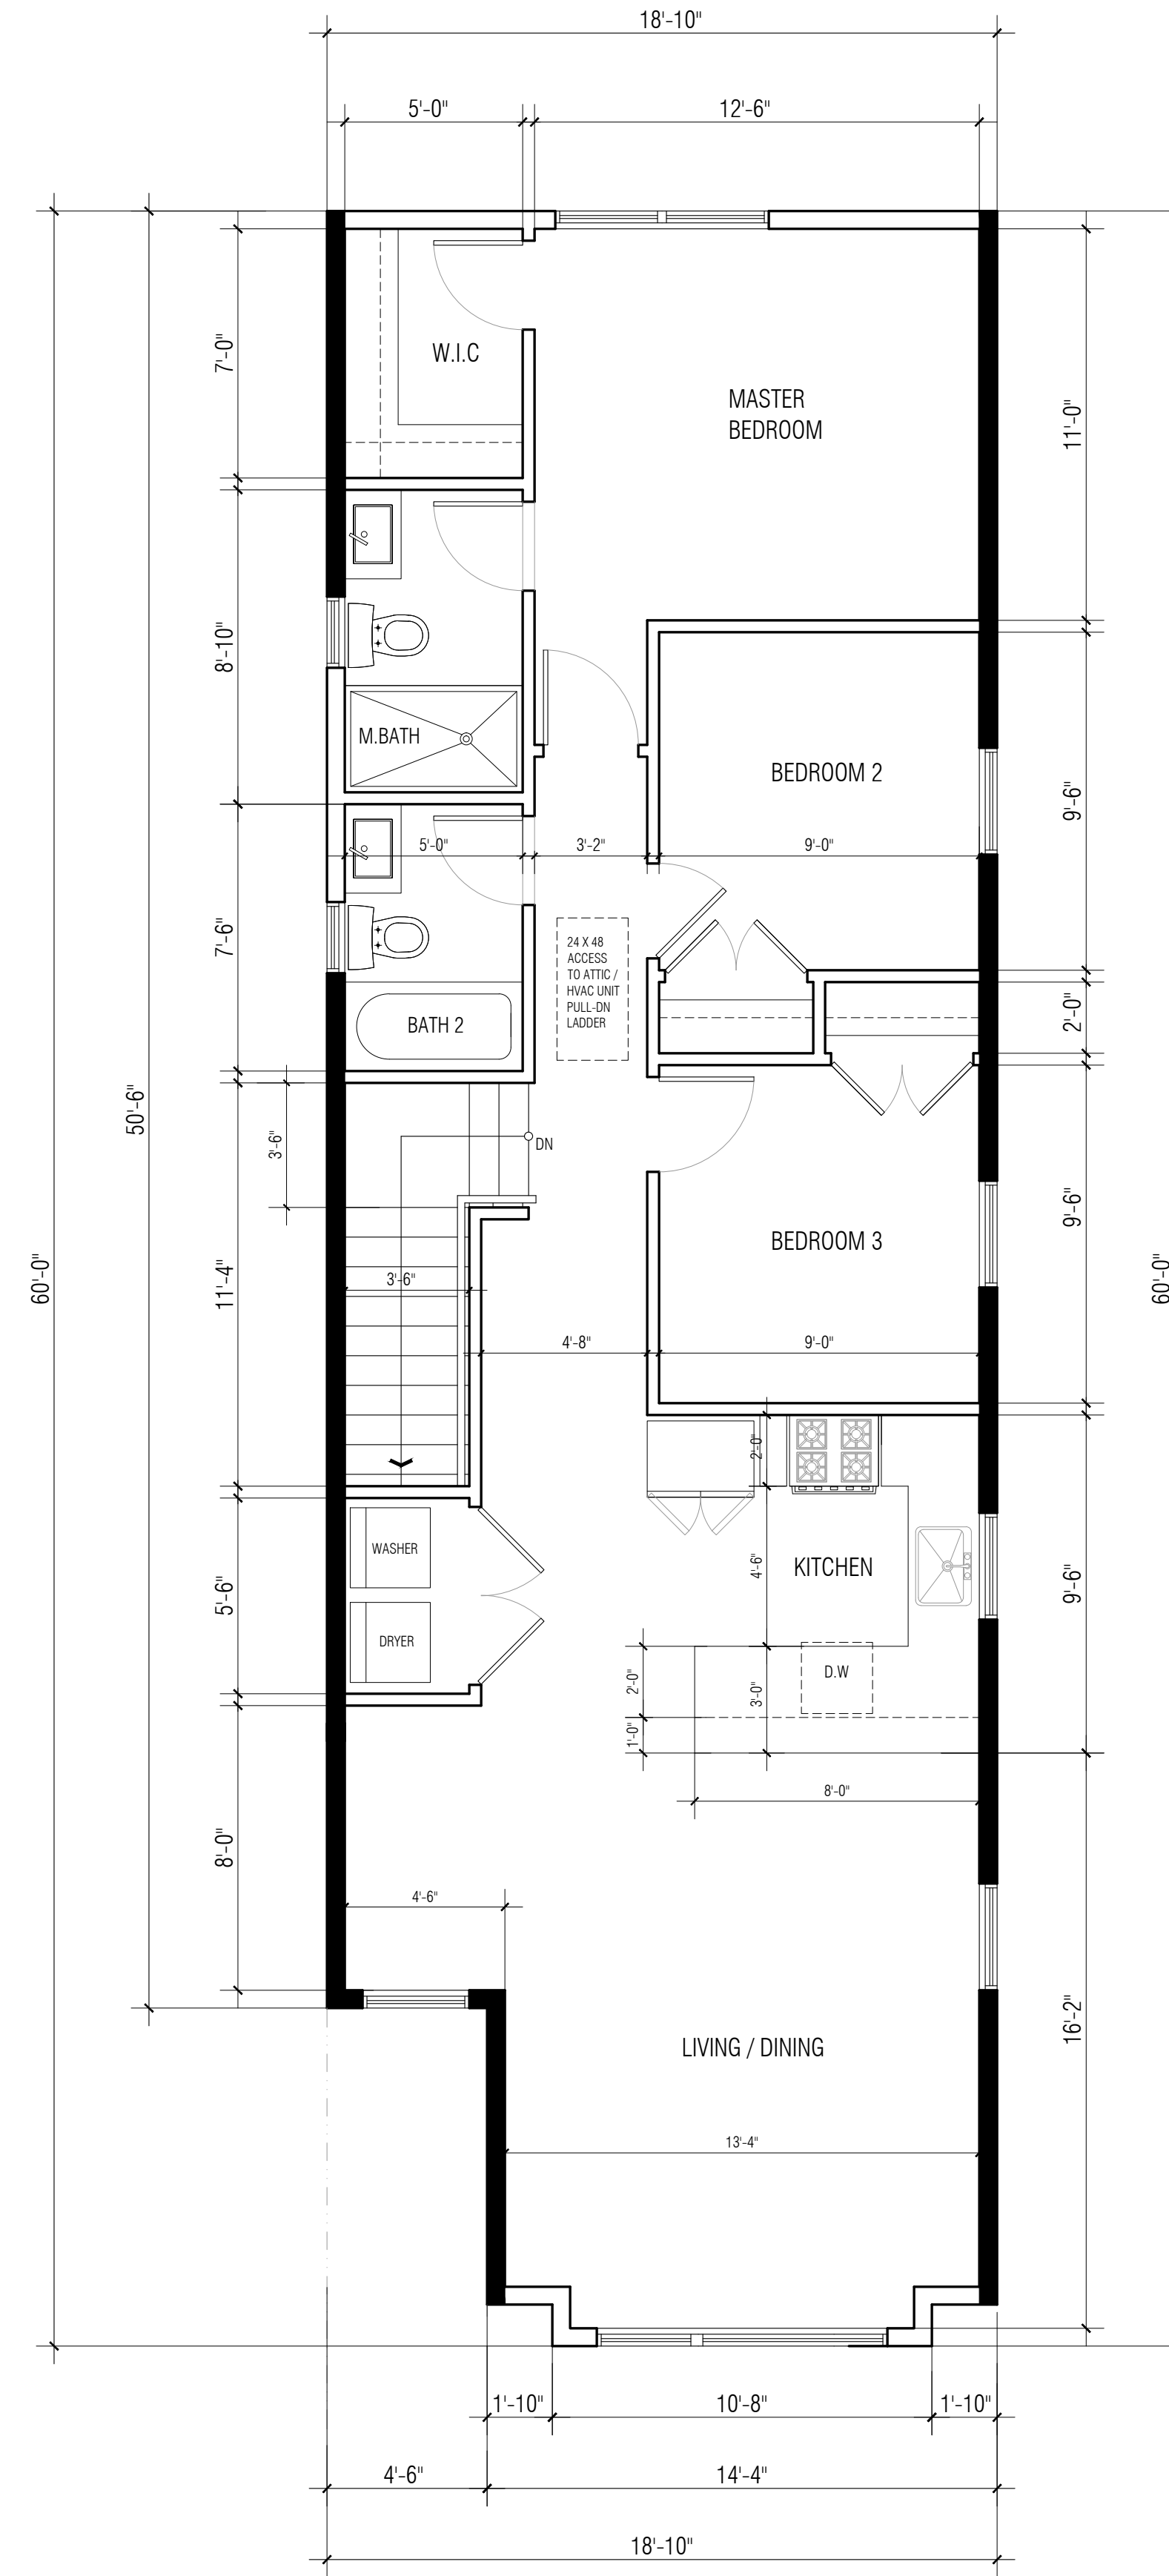 18'-10"
5'-0"
12'-6"
7'-0"
W.I.C
MASTER
BEDROOM
11'-0"
8'-10"
M.BATH
BEDROOM 2
9'-6"
5'-0"
3'-2"
9'-0"
7'-6"
24 X 48
ACCESS
TO ATTIC /
HVAC UNIT
PULL-DN
LADDER
BATH 2
2'-0"
50'-6"
3'-6"
DN
9'-6"
BEDROOM 3
60'-0"
60'-0"
11'-4"
3'-6"
4'-8"
9'-0"
2'-0"
WASHER
4'-6"
KITCHEN
9'-6"
5'-6"
DRYER
D.W
2'-0"
3'-0"
1'-0"
8'-0"
8'-0"
4'-6"
16'-2"
LIVING / DINING
13'-4"
1'-10"
10'-8"
1'-10"
4'-6"
14'-4"
18'-10"